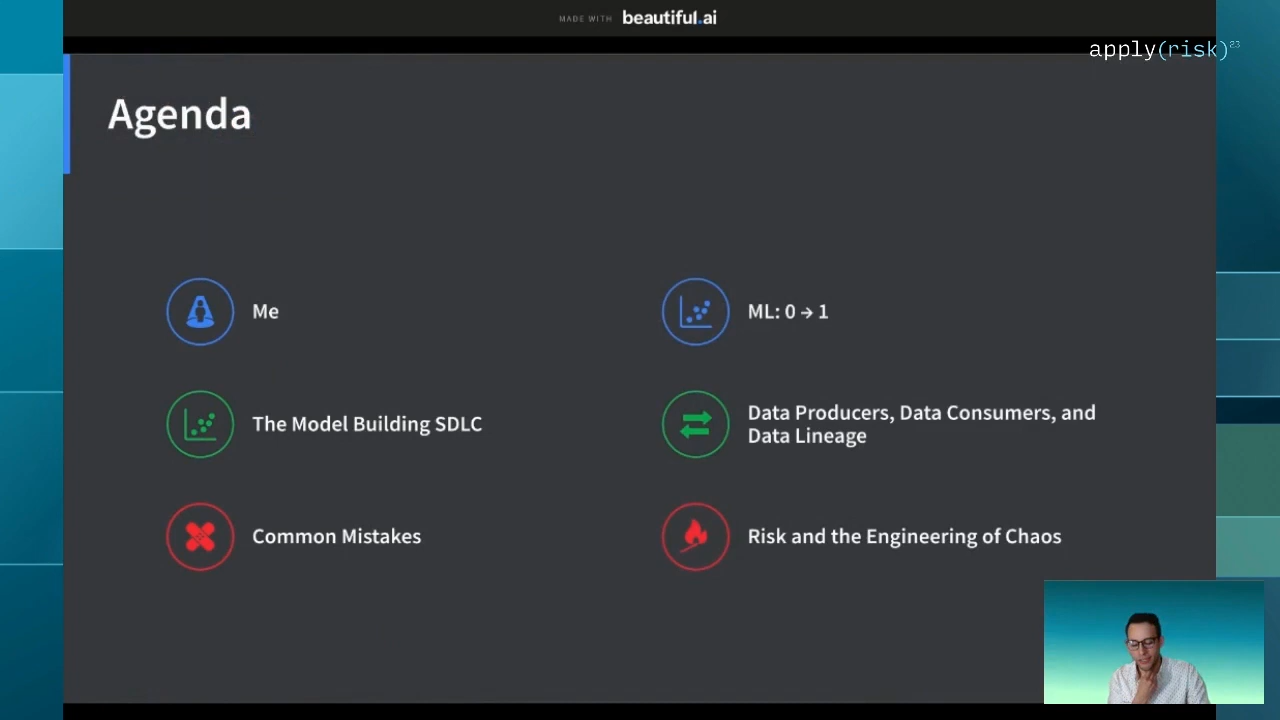 MADE WITH beautiful.ai
apply(risk)23
Agenda
Me
ML: 0 → 1
The Model Building SDLC
Data Producers, Data Consumers, and
Data Lineage
Common Mistakes
Risk and the Engineering of Chaos